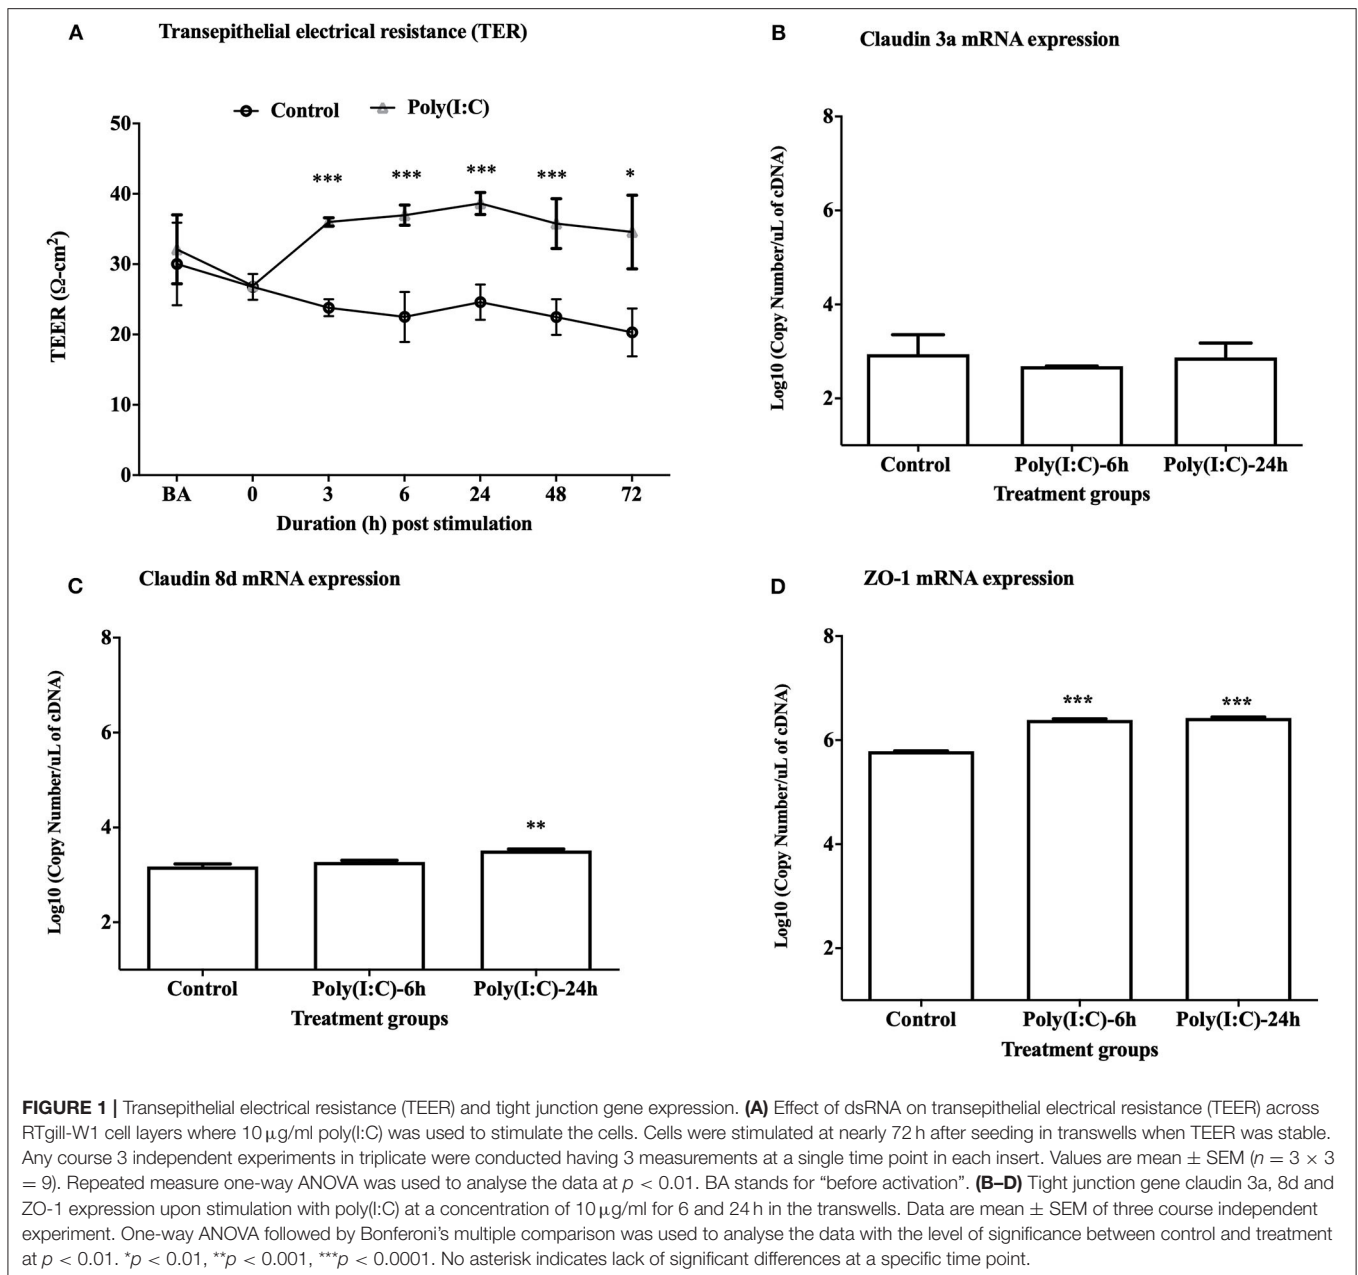 A Transepithelial electrical resistance (TER)
Control Poly(I:C)
50
40
30
20
10
0
TEER (Ω-cm²)
*** *** *** *** *
BA 0 3 6 24 48 72
Duration (h) post stimulation
B Claudin 3a mRNA expression
8
6
4
2
Log10 (Copy Number/uL of cDNA)
Control Poly(I:C)-6h Poly(I:C)-24h
Treatment groups
C Claudin 8d mRNA expression
8
6
4
2
Log10 (Copy Number/uL of cDNA)
**
Control Poly(I:C)-6h Poly(I:C)-24h
Treatment groups
D ZO-1 mRNA expression
8
6
4
2
Log10 (Copy Number/uL of cDNA)
*** ***
Control Poly(I:C)-6h Poly(I:C)-24h
Treatment groups
FIGURE 1 | Transepithelial electrical resistance (TEER) and tight junction gene expression. (A) Effect of dsRNA on transepithelial electrical resistance (TEER) across
RTgill-W1 cell layers where 10 μg/ml poly(I:C) was used to stimulate the cells. Cells were stimulated at nearly 72 h after seeding in transwells when TEER was stable.
Any course 3 independent experiments in triplicate were conducted having 3 measurements at a single time point in each insert. Values are mean ± SEM (n = 3 × 3
= 9). Repeated measure one-way ANOVA was used to analyse the data at p < 0.01. BA stands for “before activation”. (B–D) Tight junction gene claudin 3a, 8d and
ZO-1 expression upon stimulation with poly(I:C) at a concentration of 10 μg/ml for 6 and 24 h in the transwells. Data are mean ± SEM of three course independent
experiment. One-way ANOVA followed by Bonferoni’s multiple comparison was used to analyse the data with the level of significance between control and treatment
at p < 0.01. *p < 0.01, **p < 0.001, ***p < 0.0001. No asterisk indicates lack of significant differences at a specific time point.